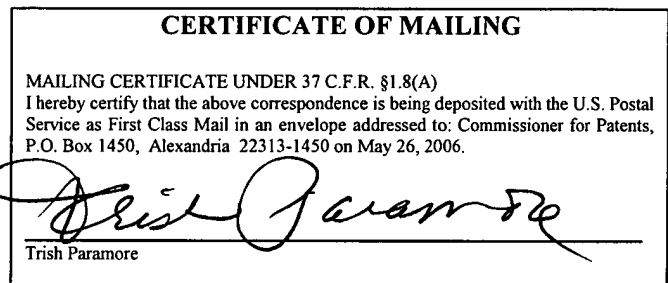 CERTIFICATE OF MAILING
MAILING CERTIFICATE UNDER 37 C.F.R. §1.8(A)
I hereby certify that the above correspondence is being deposited with the U.S. Postal
Service as First Class Mail in an envelope addressed to: Commissioner for Patents,
P.O. Box 1450, Alexandria 22313-1450 on May 26, 2006.
Trish Paramore
Trish Paramore